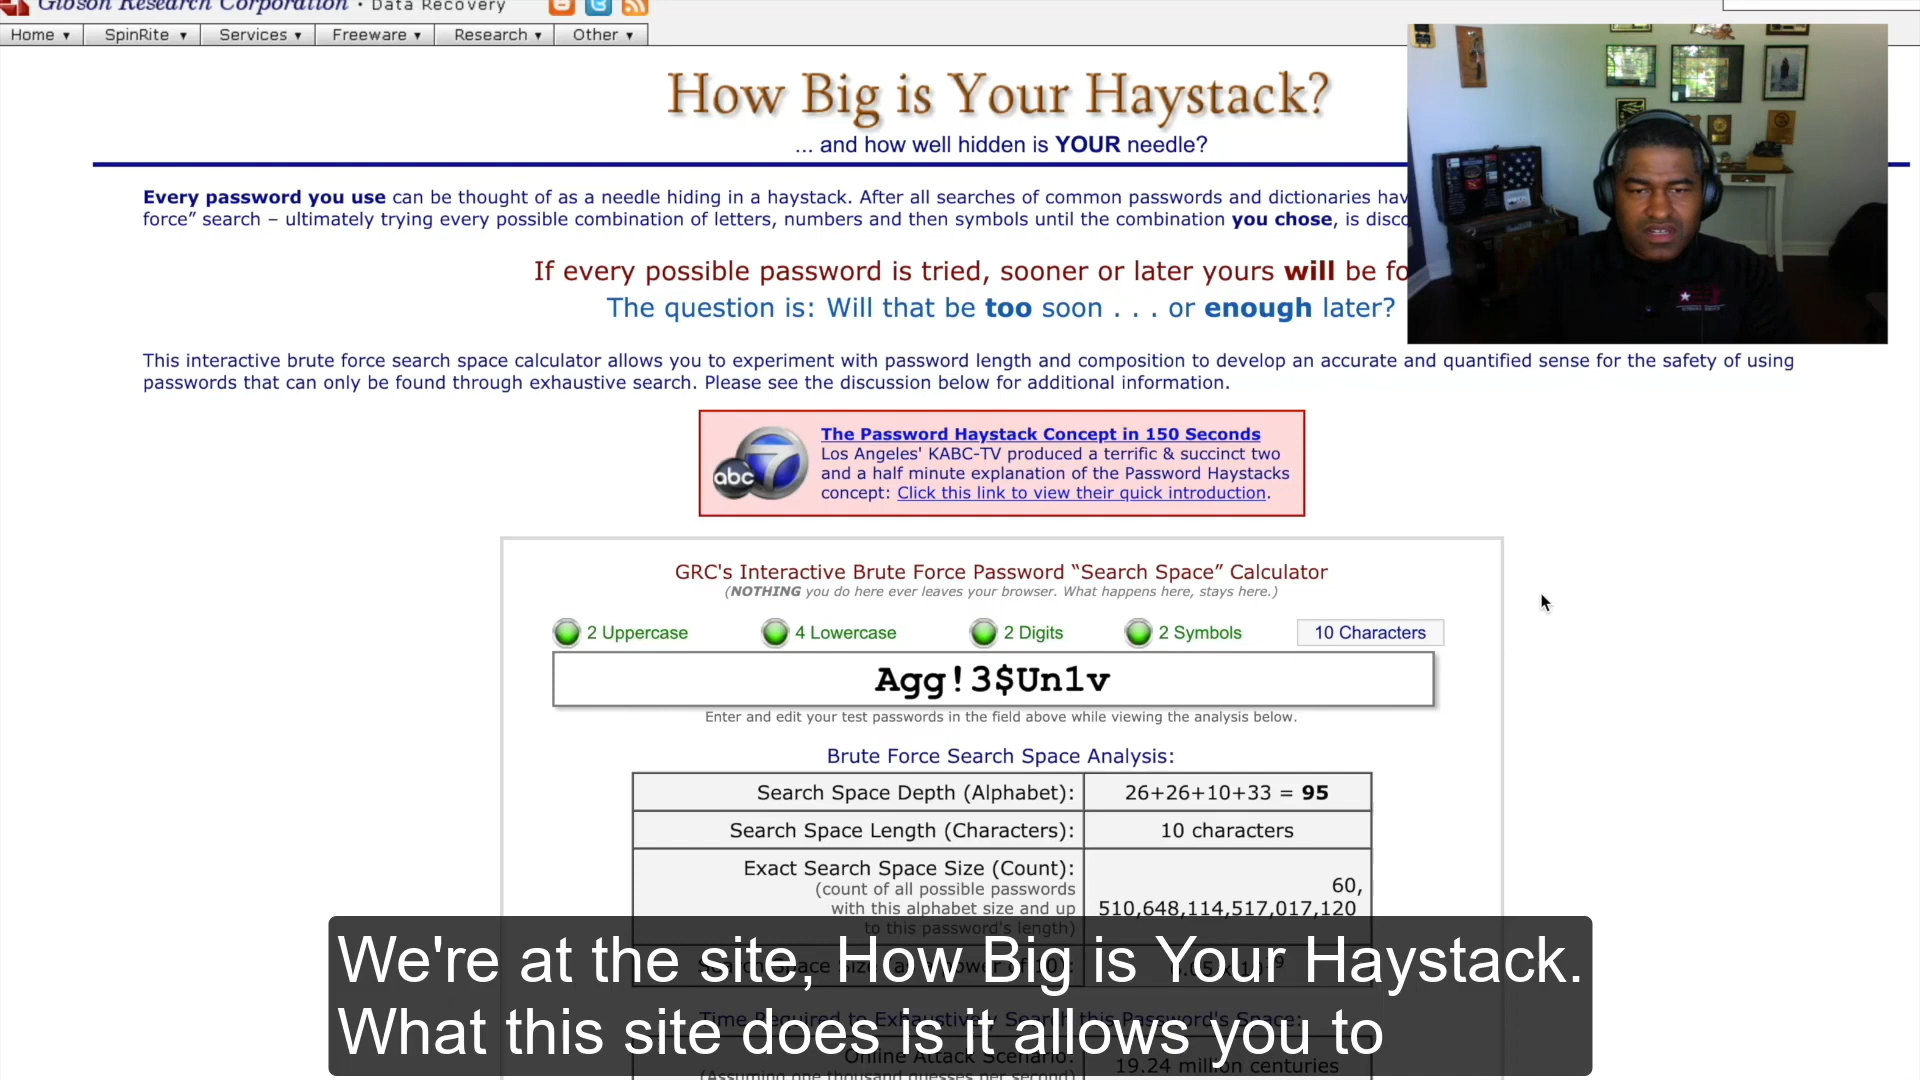 Gibson Research Corporation · Data Recovery
Home ▾ SpinRite ▾ Services ▾ Freeware ▾ Research ▾ Other ▾
How Big is Your Haystack?
... and how well hidden is YOUR needle?
Every password you use can be thought of as a needle hiding in a haystack. After all searches of common passwords and dictionaries hav
force” search – ultimately trying every possible combination of letters, numbers and then symbols until the combination you chose, is disc
If every possible password is tried, sooner or later yours will be fo
The question is: Will that be too soon . . . or enough later?
This interactive brute force search space calculator allows you to experiment with password length and composition to develop an accurate and quantified sense for the safety of using
passwords that can only be found through exhaustive search. Please see the discussion below for additional information.
abc 7
The Password Haystack Concept in 150 Seconds
Los Angeles' KABC-TV produced a terrific & succinct two
and a half minute explanation of the Password Haystacks
concept: Click this link to view their quick introduction.
GRC's Interactive Brute Force Password “Search Space” Calculator
(NOTHING you do here ever leaves your browser. What happens here, stays here.)
2 Uppercase 4 Lowercase 2 Digits 2 Symbols 10 Characters
Agg!3$Un1v
Enter and edit your test passwords in the field above while viewing the analysis below.
Brute Force Search Space Analysis:
Search Space Depth (Alphabet): 26+26+10+33 = 95
Search Space Length (Characters): 10 characters
Exact Search Space Size (Count):
(count of all possible passwords
with this alphabet size and up
to this password's length)
60,
510,648,114,517,017,120
We're at the site, How Big is Your Haystack.
What this site does is it allows you to
Online Attack Scenario:
(Assuming one thousand guesses per second)
19.24 million centuries